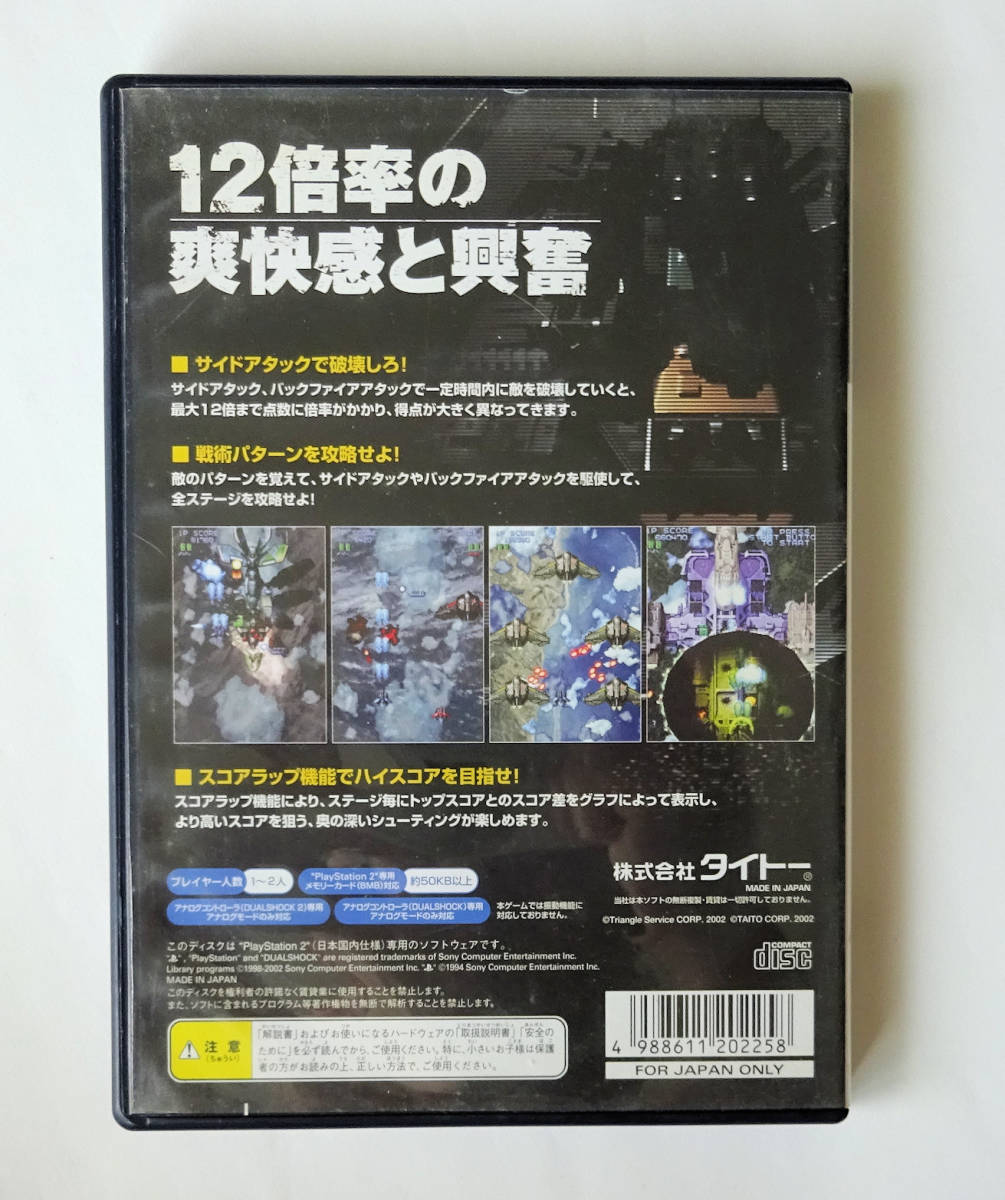 12倍率の
爽快感と興奮
■ サイドアタックで破壊しろ!
サイドアタック、バックファイアアタックで一定時間内に敵を破壊していくと、
最大12倍まで点数に倍率がかかり、得点が大きく異なってきます。
■ 戦術パターンを攻略せよ!
敵のパターンを覚えて、サイドアタックやバックファイアアタックを駆使して、
全ステージを攻略せよ!
1P SCORE
1P SCORE
660470
PRESS
START BUTTO
TO START
■ スコアラップ機能でハイスコアを目指せ!
スコアラップ機能により、ステージ毎にトップスコアとのスコア差をグラフによって表示し、
より高いスコアを狙う、奥の深いシューティングが楽しめます。
プレイヤー人数 1〜2人
"PlayStation 2"専用
メモリーカード(8MB)対応 約50KB以上
アナログコントローラ(DUALSHOCK 2)専用
アナログモードのみ対応
アナログコントローラ(DUALSHOCK)専用
アナログモードのみ対応
本ゲームでは振動機能に
対応しておりません。
株式会社タイトー®
MADE IN JAPAN
当社は本ソフトの無断複製・賃貸は一切許可しておりません。
©Triangle Service CORP. 2002 ©TAITO CORP. 2002
このディスクは "PlayStation 2"(日本国内仕様)専用のソフトウェアです。
" ", "PlayStation" and "DUALSHOCK" are registered trademarks of Sony Computer Entertainment Inc.
Library programs ©1998-2002 Sony Computer Entertainment Inc. " " ©1994 Sony Computer Entertainment Inc.
MADE IN JAPAN
このディスクを権利者の許諾なく賃貸業に使用することを禁止します。
また、ソフトに含まれるプログラム等著作権物を無断で解析することを禁止します。
COMPACT
disc
注意
(ちゅうい)
「解説書」およびお使いになるハードウェアの「取扱説明書」「安全の
ために」を必ず読んでから、ご使用ください。特に、小さいお子様は保護
者の方がお読みの上、正しい方法で、ご使用ください。
4 988611 202258
FOR JAPAN ONLY